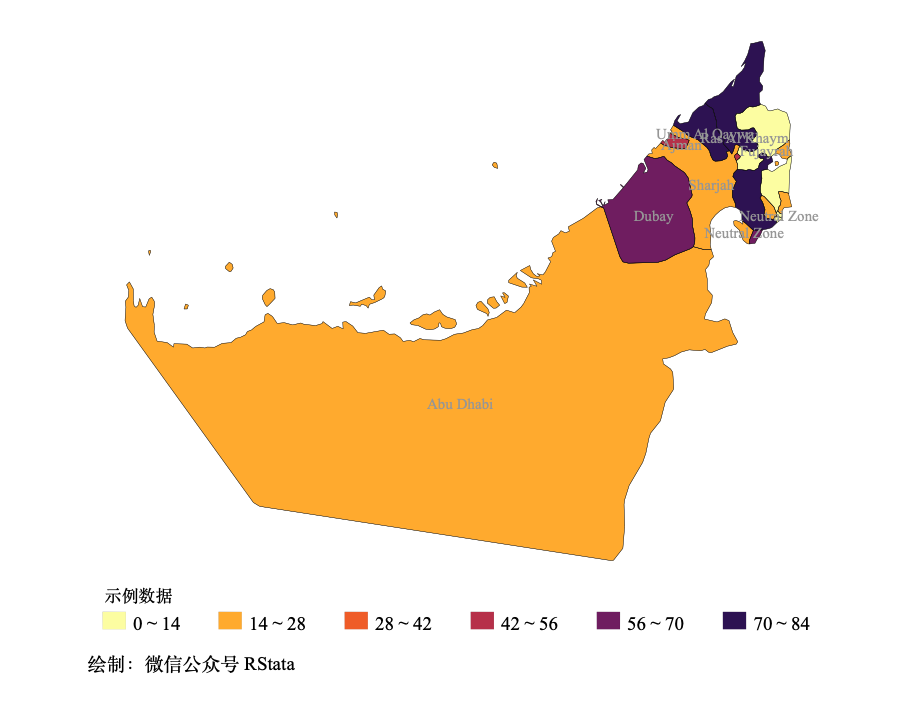 Umm Al Qaywayn
Ras Al Khaymah
Ajman
Fujayrah
Sharjah
Dubay
Neutral Zone
Neutral Zone
Abu Dhabi
示例数据
0 ~ 14
14 ~ 28
28 ~ 42
42 ~ 56
56 ~ 70
70 ~ 84
绘制：微信公众号 RStata